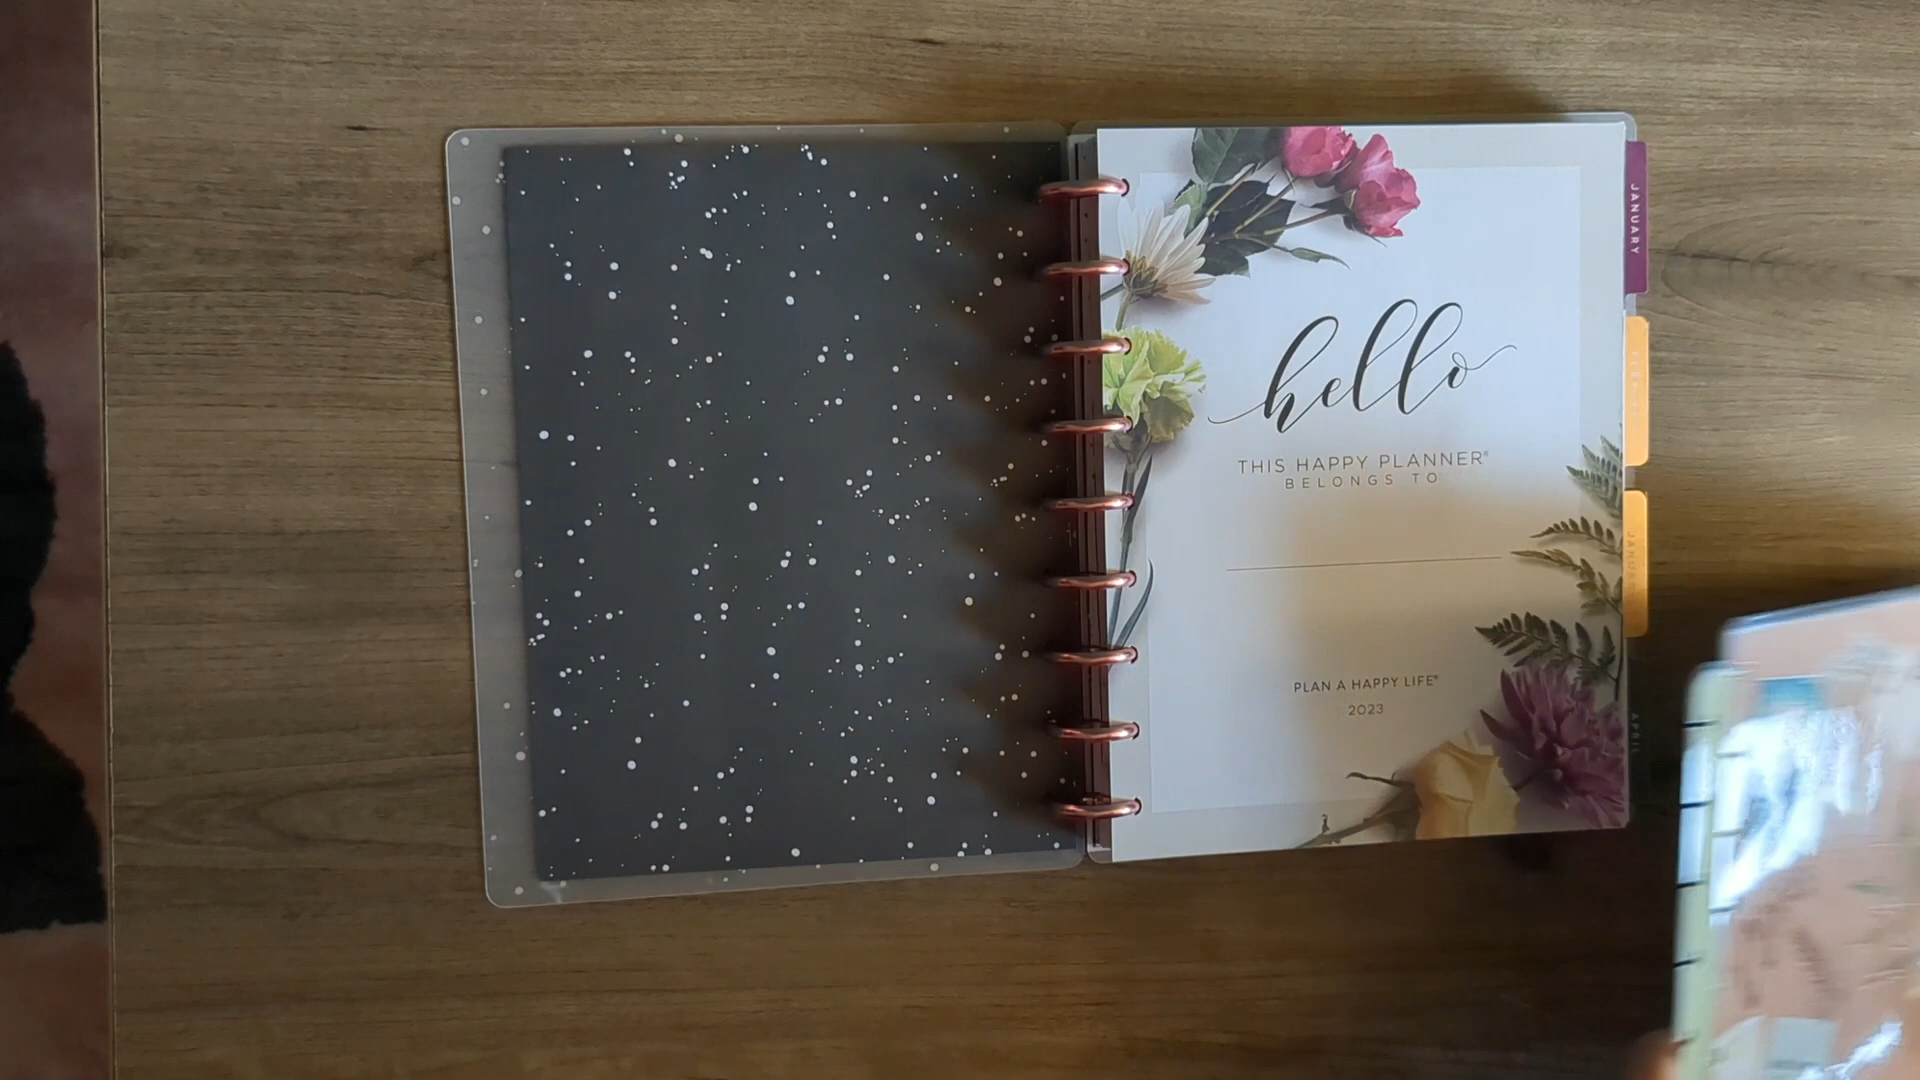 hello
THIS HAPPY PLANNER®
BELONGS TO
PLAN A HAPPY LIFE®
2023
JANUARY
APRIL